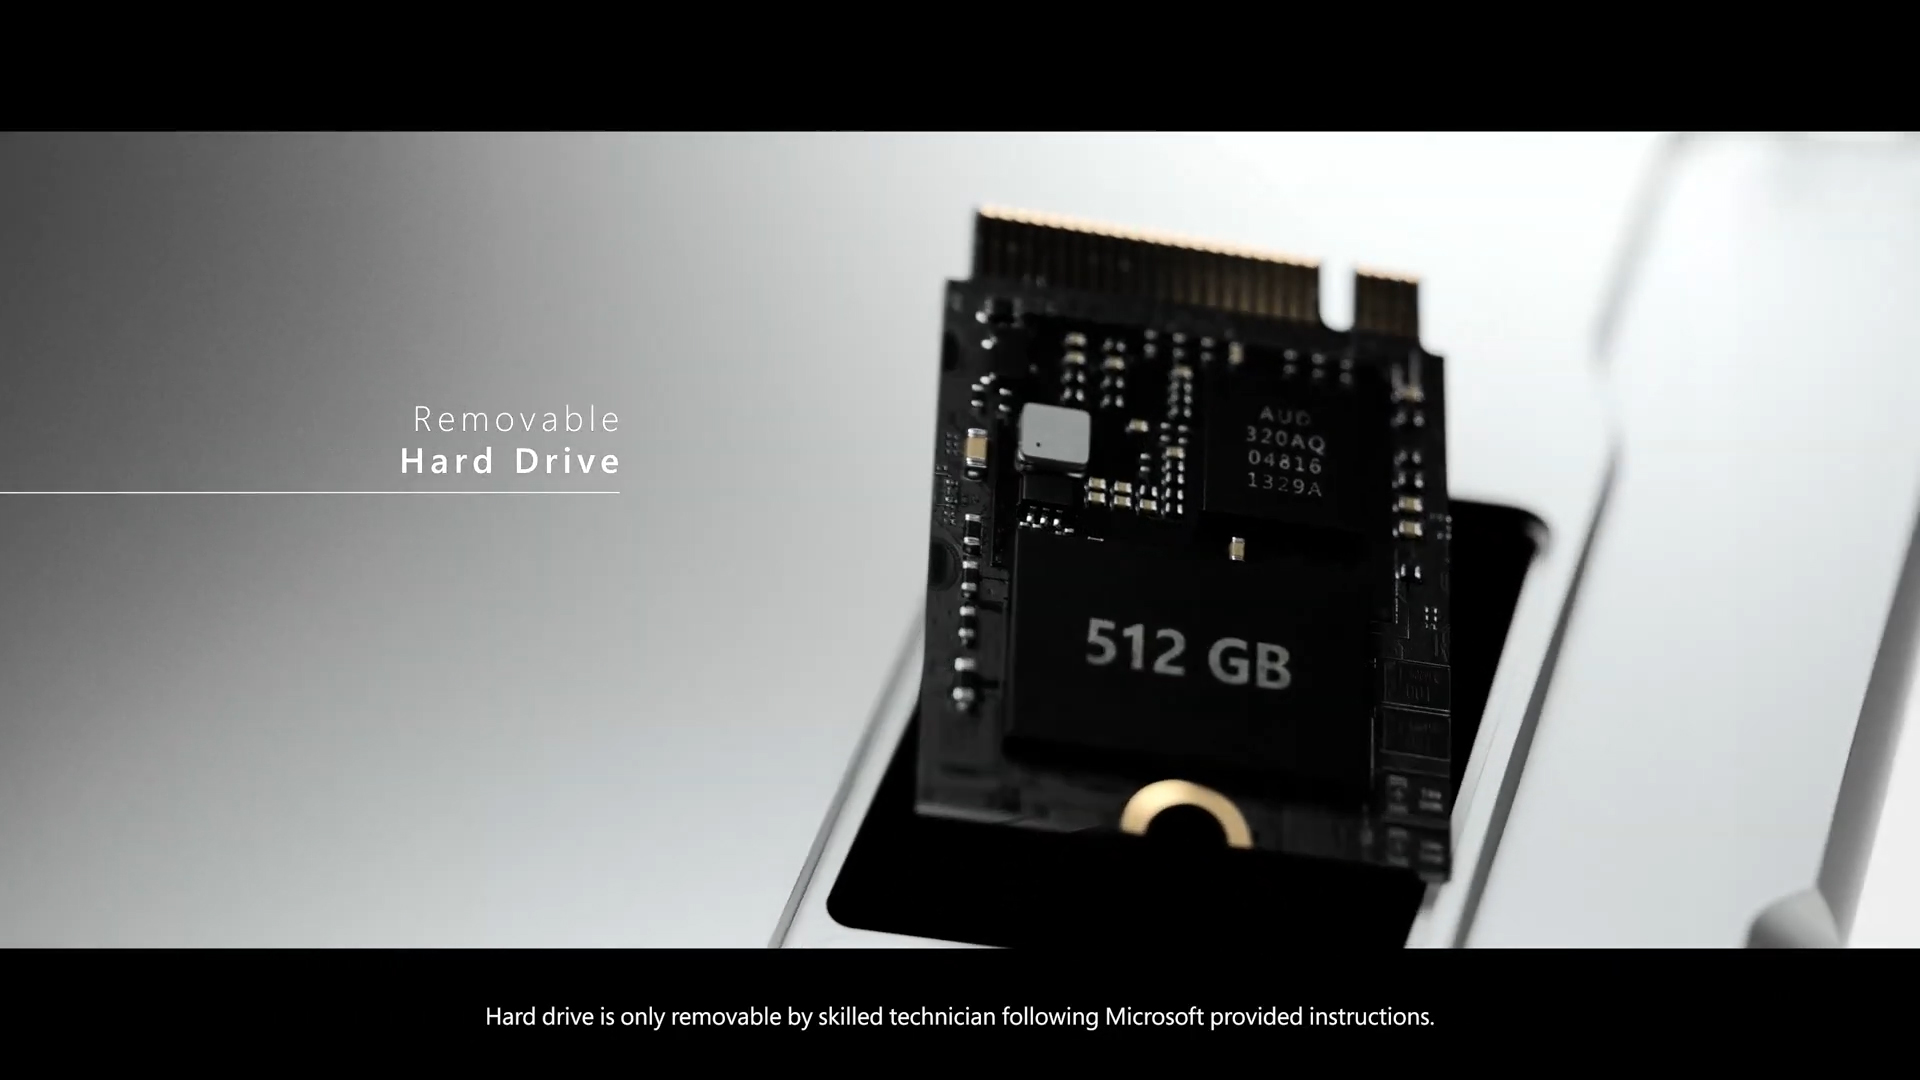 Removable
Hard Drive
AUD
320AQ
04816
1329A
512 GB
Hard drive is only removable by skilled technician following Microsoft provided instructions.